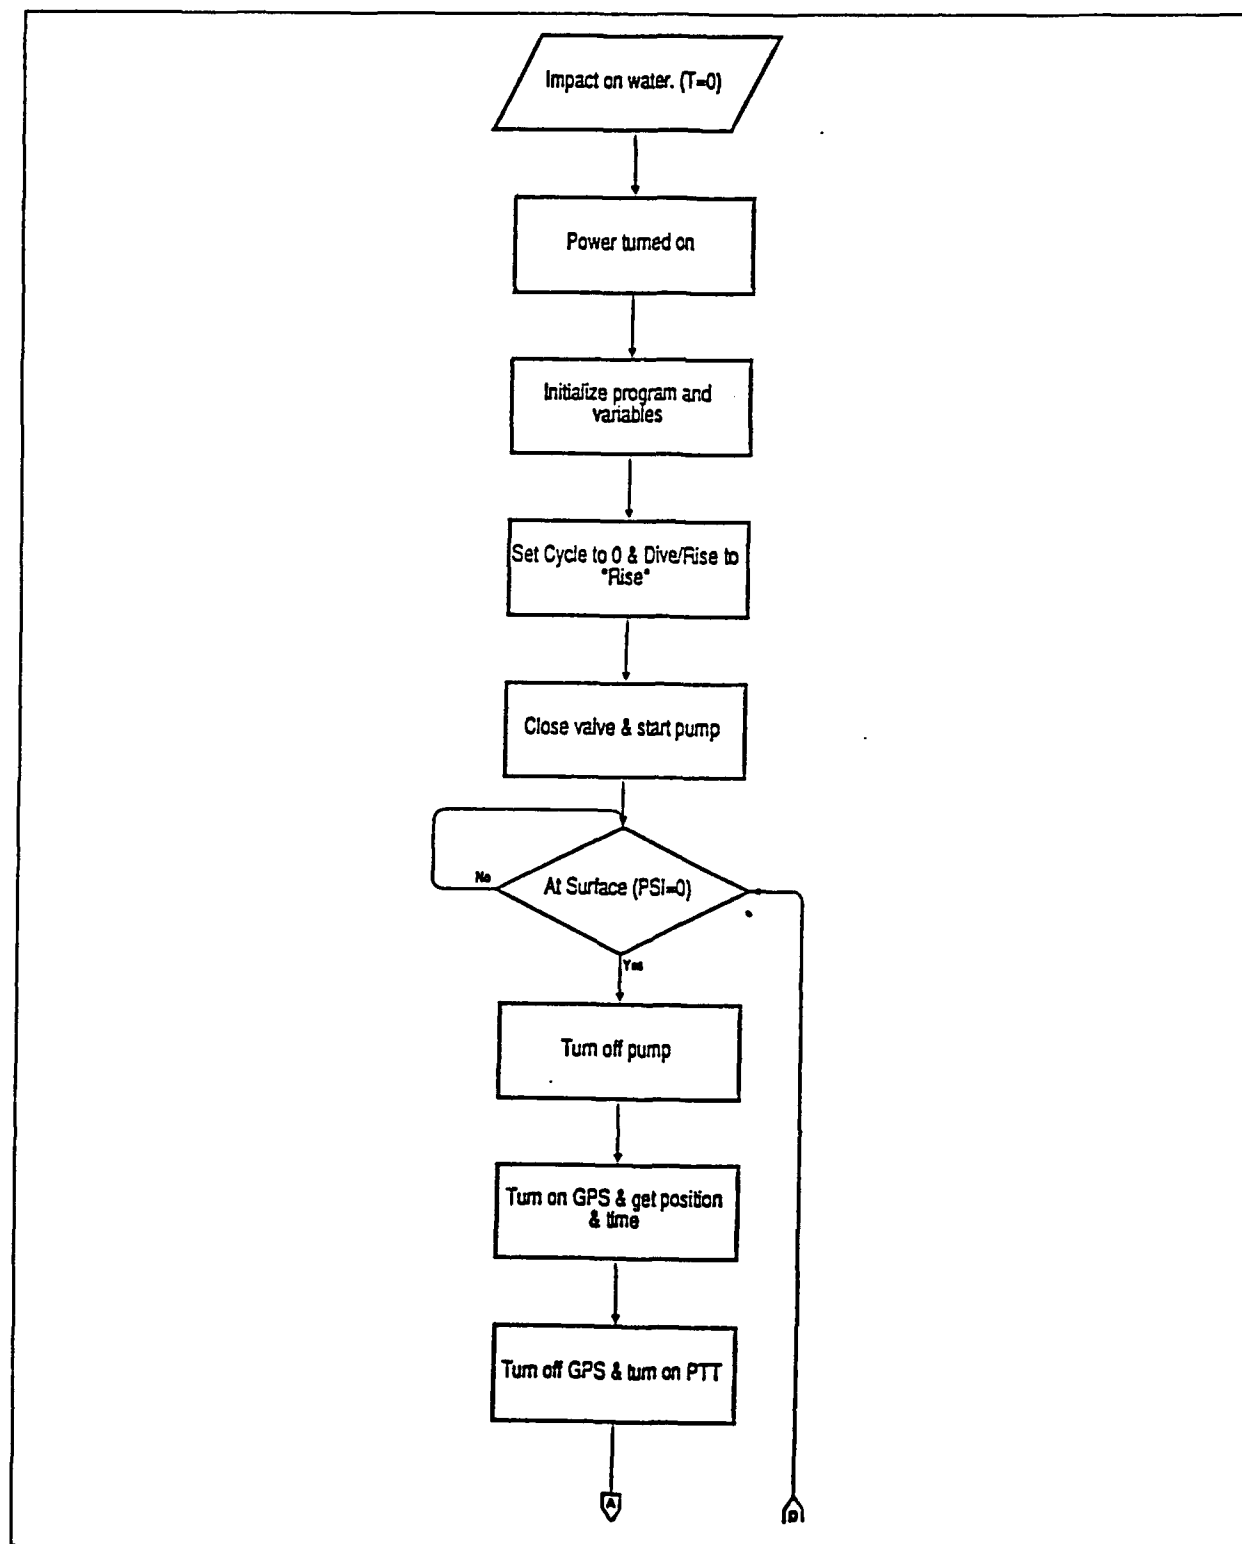 Impact on water. (T=0)
Power turned on
Initialize program and
variables
Set Cycle to 0 & Dive/Rise to
"Rise"
Close valve & start pump
At Surface (PSI=0)
No
Yes
Turn off pump
Turn on GPS & get position
& time
Turn off GPS & turn on PTT
A